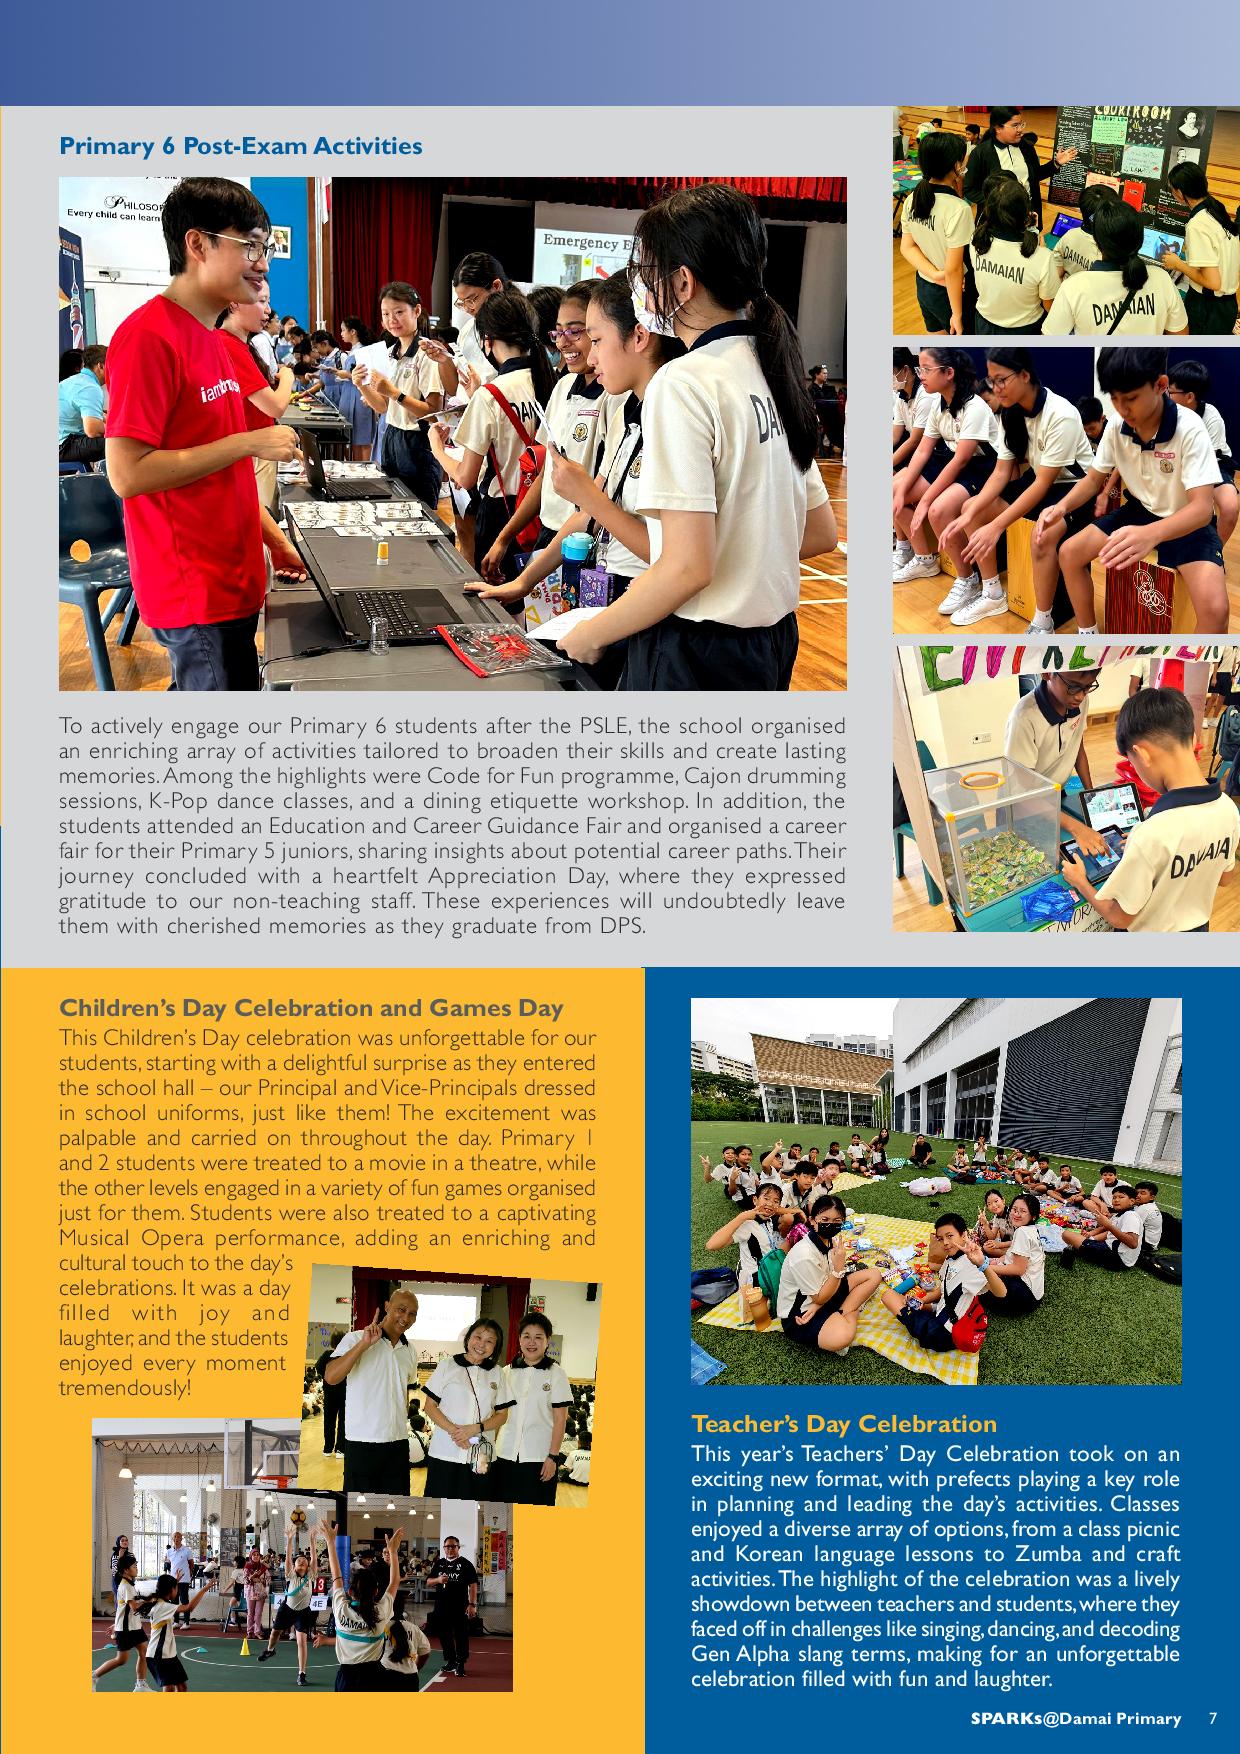 Primary 6 Post-Exam Activities
Every child can learn
Emergency
DAMAIAN
DAMAIAN
DAMAIAN
COURTROOM
To actively engage our Primary 6 students after the PSLE, the school organised
an enriching array of activities tailored to broaden their skills and create lasting
memories. Among the highlights were Code for Fun programme, Cajon drumming
sessions, K-Pop dance classes, and a dining etiquette workshop. In addition, the
students attended an Education and Career Guidance Fair and organised a career
fair for their Primary 5 juniors, sharing insights about potential career paths. Their
journey concluded with a heartfelt Appreciation Day, where they expressed
gratitude to our non-teaching staff. These experiences will undoubtedly leave
them with cherished memories as they graduate from DPS.
Children's Day Celebration and Games Day
This Children's Day celebration was unforgettable for our
students, starting with a delightful surprise as they entered
the school hall – our Principal and Vice-Principals dressed
in school uniforms, just like them! The excitement was
palpable and carried on throughout the day. Primary 1
and 2 students were treated to a movie in a theatre, while
the other levels engaged in a variety of fun games organised
just for them. Students were also treated to a captivating
Musical Opera performance, adding an enriching and
cultural touch to the day's
celebrations. It was a day
filled with joy and
laughter, and the students
enjoyed every moment
tremendously!
4E
Teacher's Day Celebration
This year's Teachers' Day Celebration took on an
exciting new format, with prefects playing a key role
in planning and leading the day's activities. Classes
enjoyed a diverse array of options, from a class picnic
and Korean language lessons to Zumba and craft
activities. The highlight of the celebration was a lively
showdown between teachers and students, where they
faced off in challenges like singing, dancing, and decoding
Gen Alpha slang terms, making for an unforgettable
celebration filled with fun and laughter.
SPARKs@Damai Primary 7